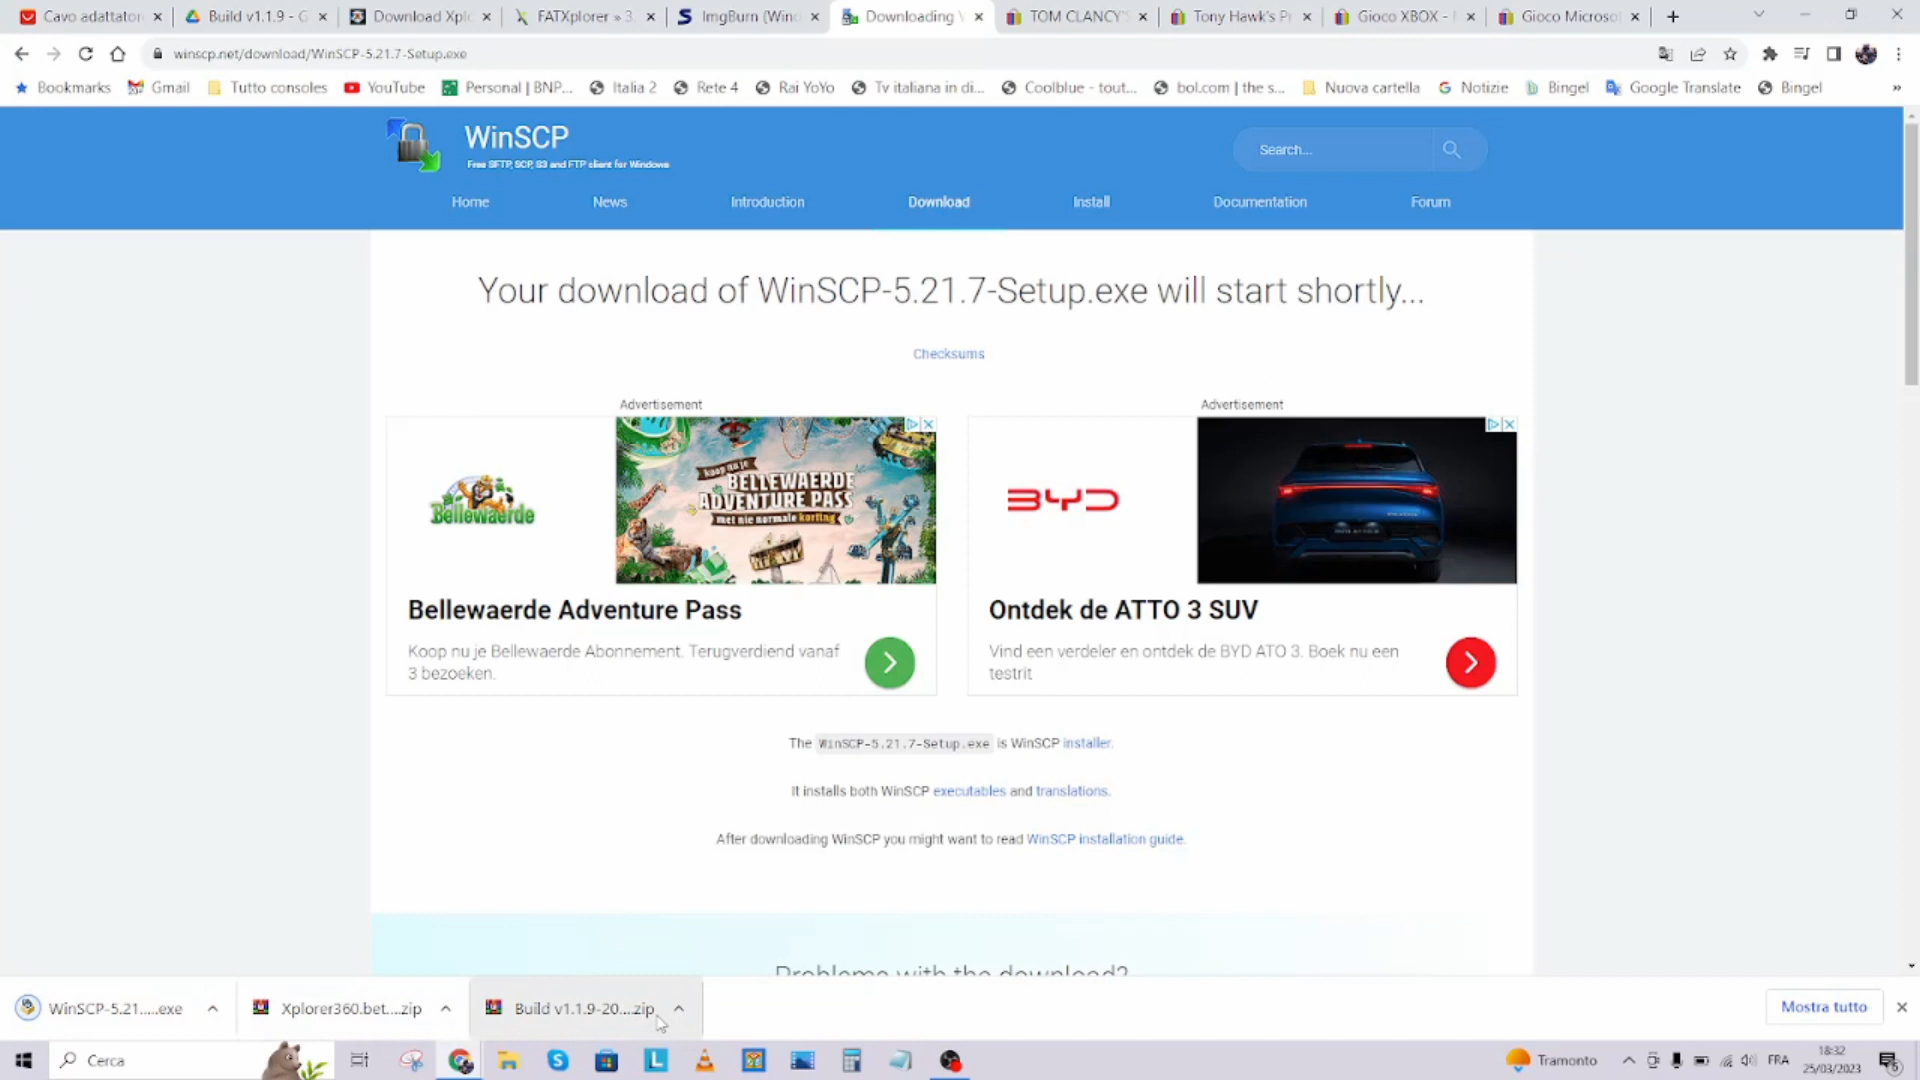 Cavo adattator
Build v1.1.9 - G
Download Xplo
FATXplorer » 3.
ImgBurn (Wind
Downloading
TOM CLANCY'S
Tony Hawk's P
Gioco XBOX -
Gioco Microso
winscp.net/download/WinSCP-5.21.7-Setup.exe
Bookmarks
Gmail
Tutto consoles
YouTube
Personal | BNP...
Italia 2
Rete 4
Rai YoYo
Tv italiana in di...
Coolblue - tout...
bol.com | the s...
Nuova cartella
Notizie
Bingel
Google Translate
Bingel
»
WinSCP
Free SFTP, SCP, S3 and FTP client for Windows
Search...
Home
News
Introduction
Download
Install
Documentation
Forum
Your download of WinSCP-5.21.7-Setup.exe will start shortly...
Checksums
Advertisement
Advertisement
Bellewaerde
koop nu je
BELLEWAERDE
ADVENTURE PASS
met nie normale korting
BYD
Bellewaerde Adventure Pass
Koop nu je Bellewaerde Abonnement. Terugverdiend vanaf
3 bezoeken.
Ontdek de ATTO 3 SUV
Vind een verdeler en ontdek de BYD ATO 3. Boek nu een
testrit
The WinSCP-5.21.7-Setup.exe is WinSCP installer.
It installs both WinSCP executables and translations.
After downloading WinSCP you might want to read WinSCP installation guide.
Problems with the download?
WinSCP-5.21.....exe
Xplorer360.bet....zip
Build v1.1.9-20....zip
Mostra tutto
Cerca
Tramonto
FRA
18:32
25/03/2023